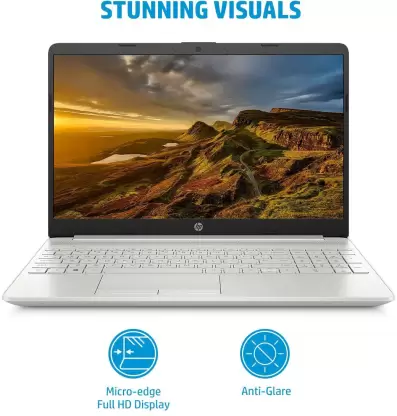 STUNNING VISUALS
hp
Micro-edge
Full HD Display
Anti-Glare